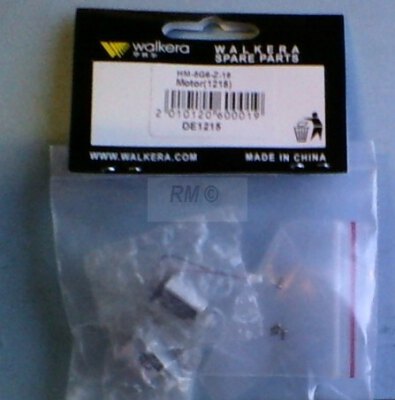 walkera
WALKERA
SPARE PARTS
HM-5G6-Z-16
Motor(1215)
2 010120 600019
DE1215
WWW.WALKERA.COM
MADE IN CHINA
RM ©